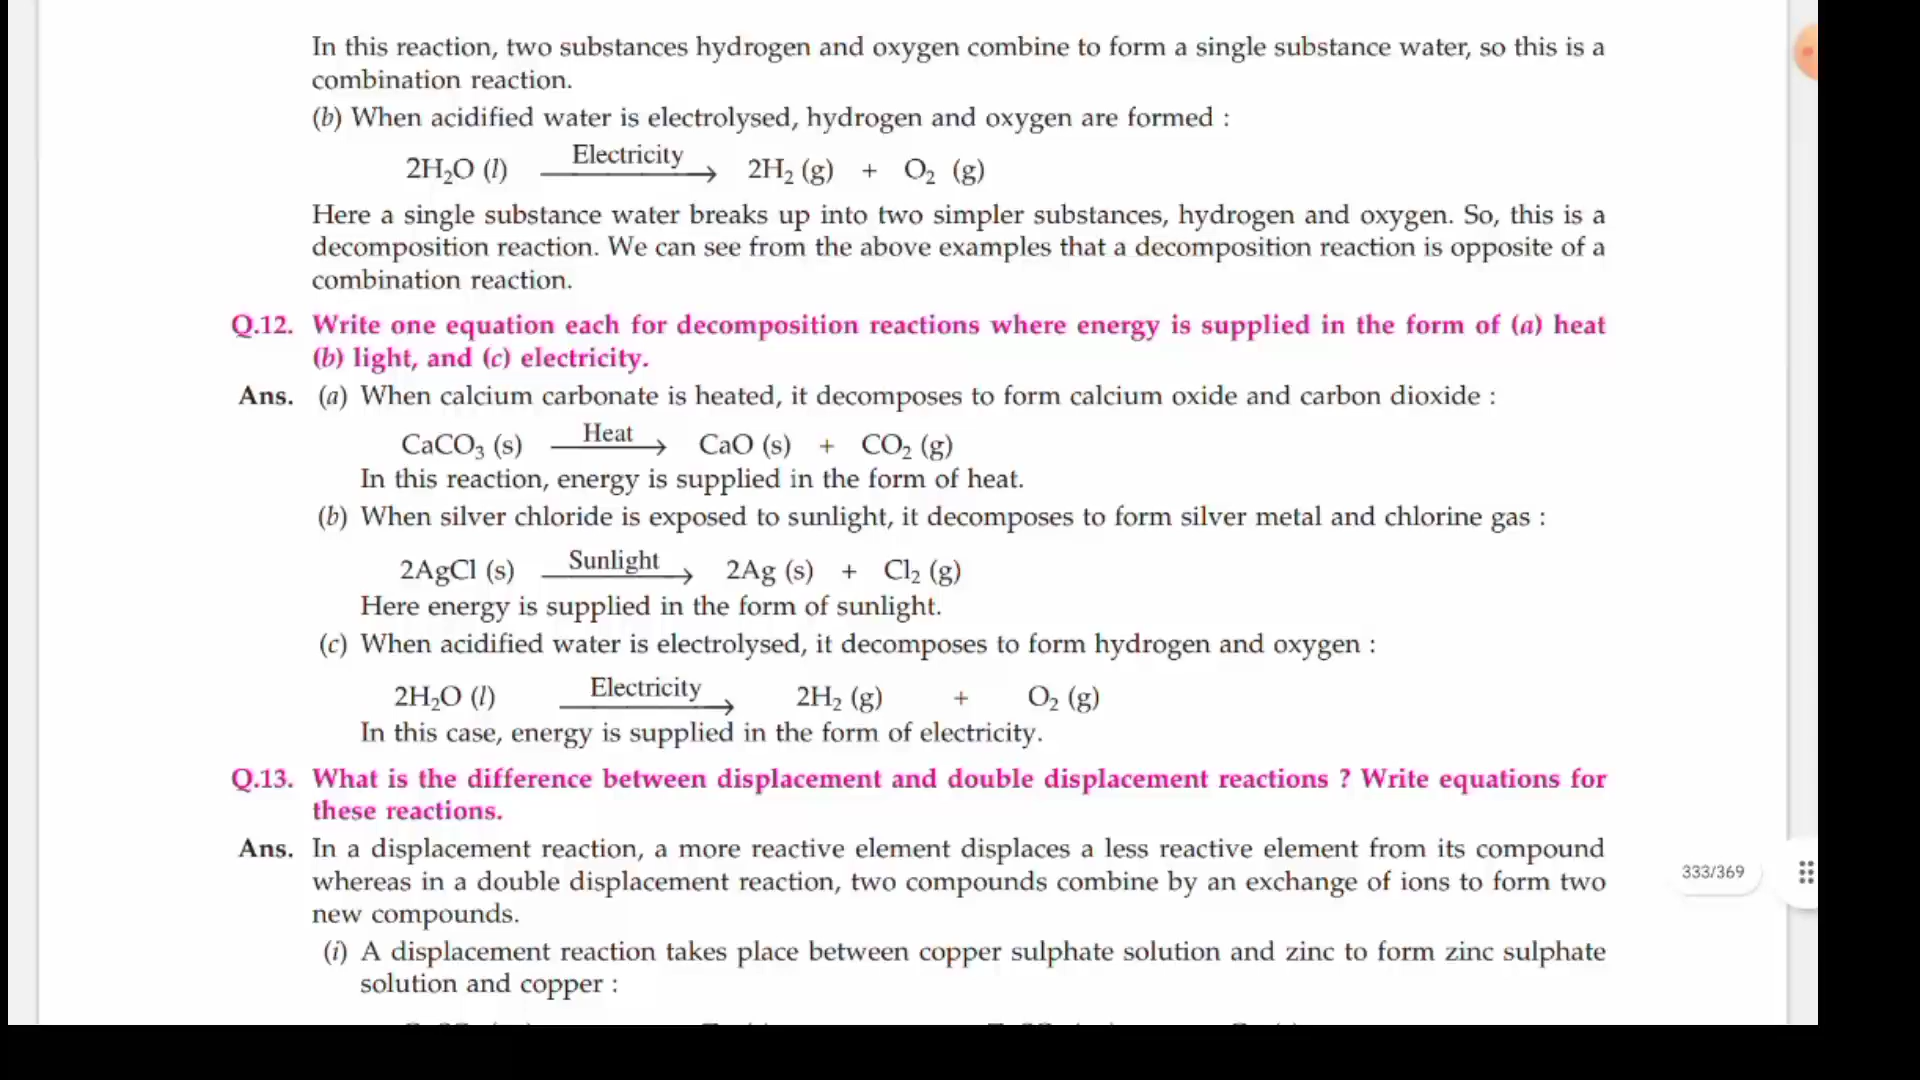 In this reaction, two substances hydrogen and oxygen combine to form a single substance water, so this is a
combination reaction.
(b) When acidified water is electrolysed, hydrogen and oxygen are formed :
2H₂O (l) Electricity → 2H₂ (g) + O₂ (g)
Here a single substance water breaks up into two simpler substances, hydrogen and oxygen. So, this is a
decomposition reaction. We can see from the above examples that a decomposition reaction is opposite of a
combination reaction.
Q.12. Write one equation each for decomposition reactions where energy is supplied in the form of (a) heat
(b) light, and (c) electricity.
Ans. (a) When calcium carbonate is heated, it decomposes to form calcium oxide and carbon dioxide :
CaCO₃ (s) Heat → CaO (s) + CO₂ (g)
In this reaction, energy is supplied in the form of heat.
(b) When silver chloride is exposed to sunlight, it decomposes to form silver metal and chlorine gas :
2AgCl (s) Sunlight → 2Ag (s) + Cl₂ (g)
Here energy is supplied in the form of sunlight.
(c) When acidified water is electrolysed, it decomposes to form hydrogen and oxygen :
2H₂O (l) Electricity → 2H₂ (g) + O₂ (g)
In this case, energy is supplied in the form of electricity.
Q.13. What is the difference between displacement and double displacement reactions ? Write equations for
these reactions.
Ans. In a displacement reaction, a more reactive element displaces a less reactive element from its compound
333/369
whereas in a double displacement reaction, two compounds combine by an exchange of ions to form two
new compounds.
(i) A displacement reaction takes place between copper sulphate solution and zinc to form zinc sulphate
solution and copper :